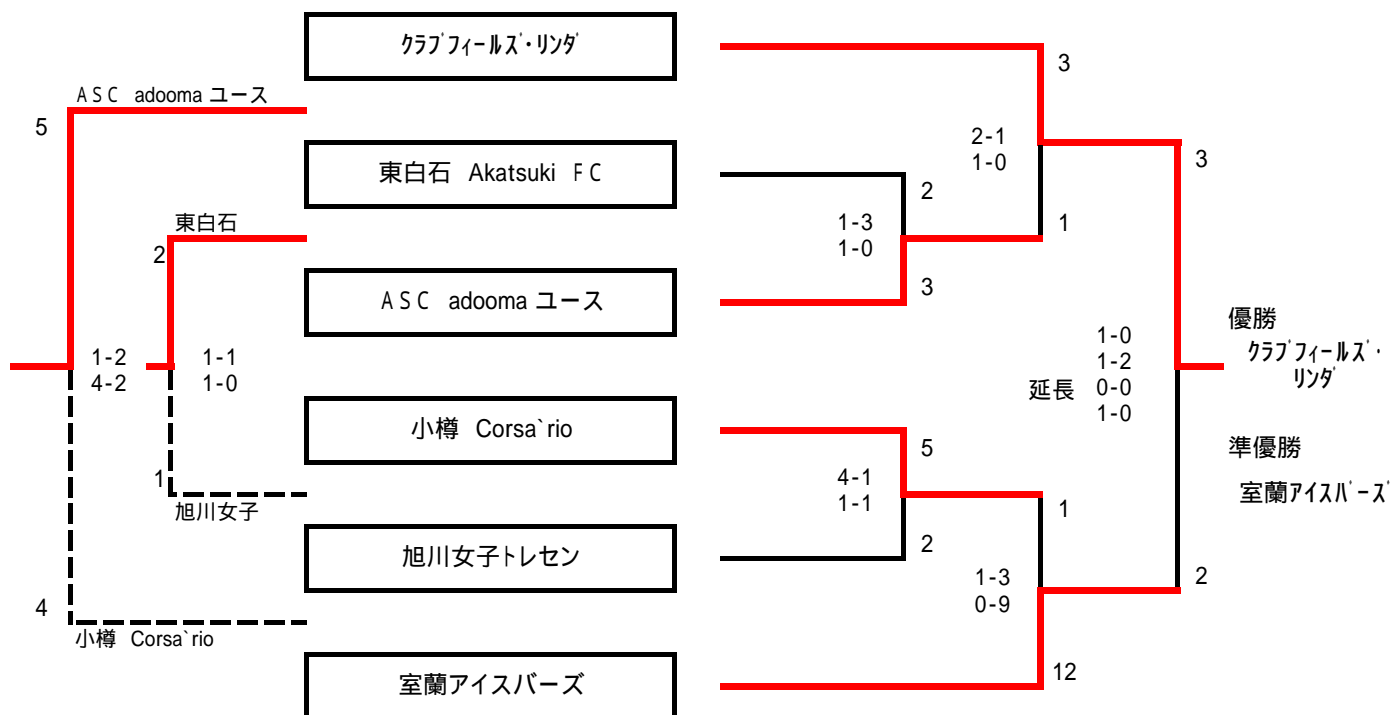 クラブフィールズ・リンダ
3
ASC adooma ユース
5
2-1
1-0
3
東白石 Akatsuki FC
2
東白石
1-3
1-0
1
2
ASC adooma ユース
3
優勝
クラブフィールズ・
リンダ
1-0
1-2
延長 0-0
1-0
1-2
4-2
1-1
1-0
小樽 Corsa`rio
5
準優勝
室蘭アイスバーズ
4-1
1-1
1
1
旭川女子
旭川女子トレセン
2
1-3
0-9
2
4
小樽 Corsa`rio
室蘭アイスバーズ
12